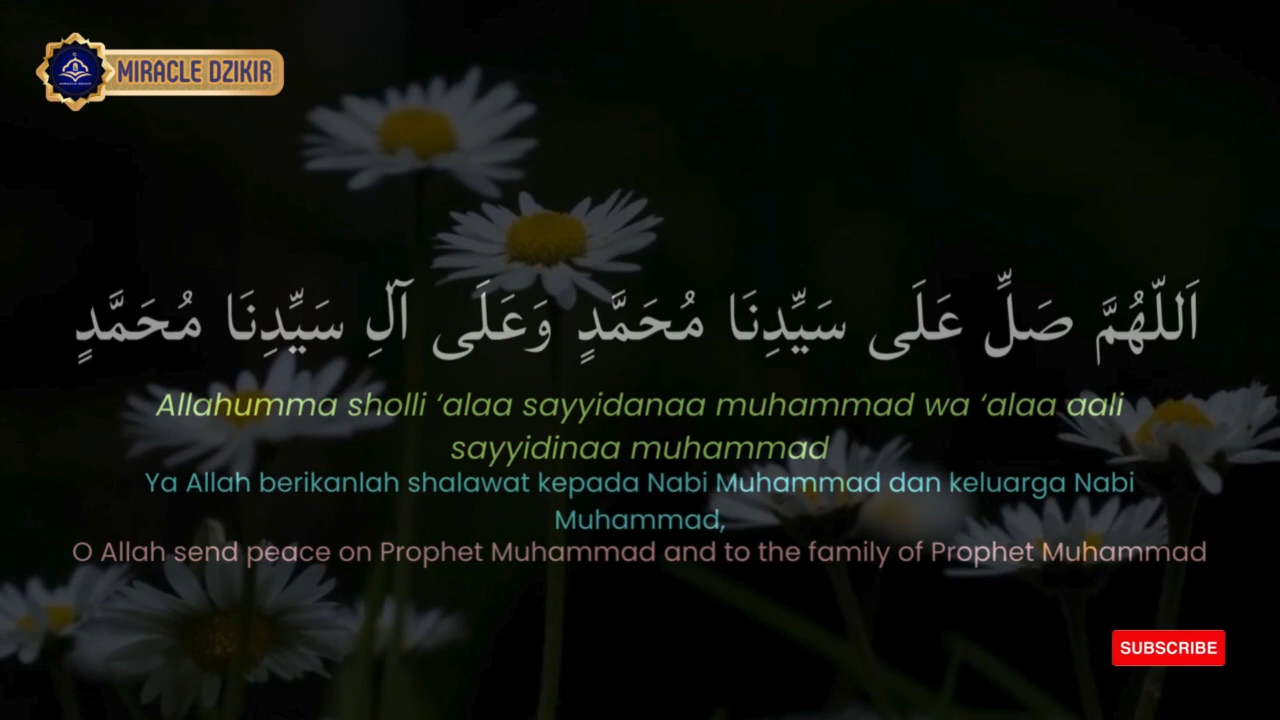 MIRACLE DZIKIR
اَللّٰهُمَّ صَلِّ عَلَى سَيِّدِنَا مُحَمَّدٍ وَعَلَى آلِ سَيِّدِنَا مُحَمَّدٍ
Allahumma sholli ‘alaa sayyidanaa muhammad wa ‘alaa aali
sayyidinaa muhammad
Ya Allah berikanlah shalawat kepada Nabi Muhammad dan keluarga Nabi
Muhammad,
O Allah send peace on Prophet Muhammad and to the family of Prophet Muhammad
SUBSCRIBE